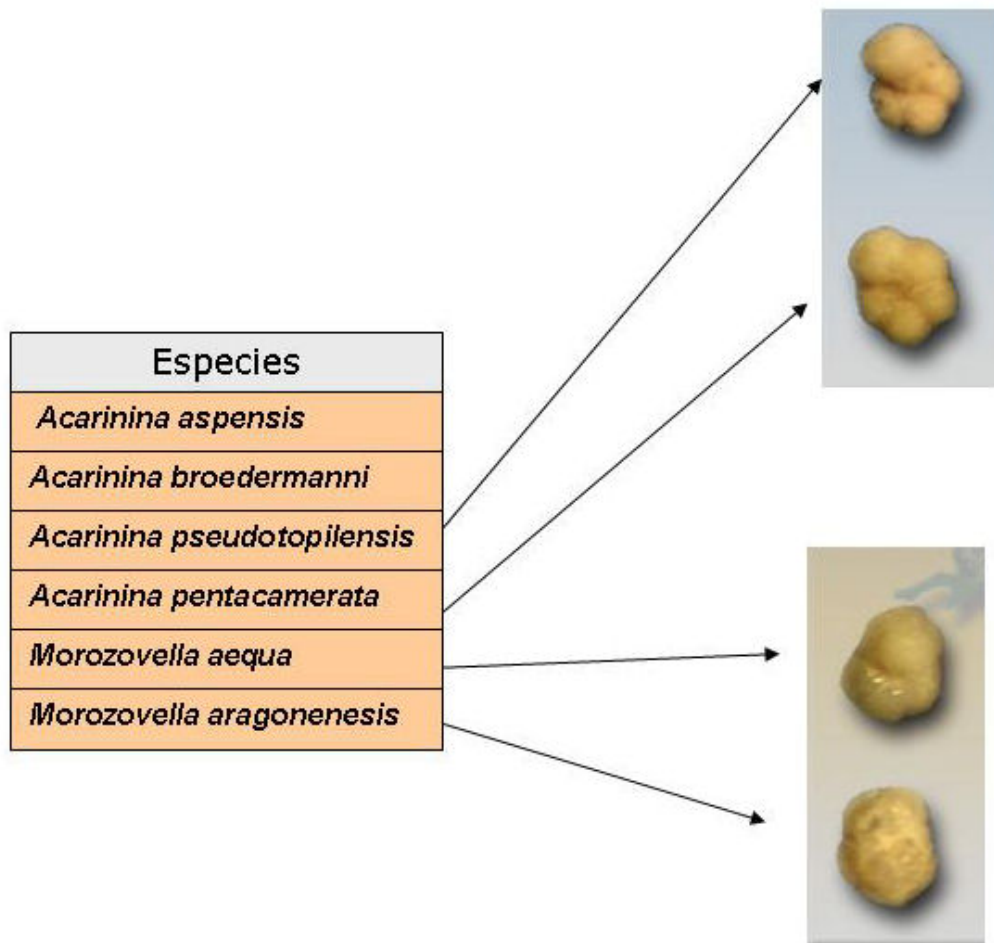 Especies
Acarinina aspensis
Acarinina broedermanni
Acarinina pseudotopilensis
Acarinina pentacamerata
Morozovella aequa
Morozovella aragonenesis